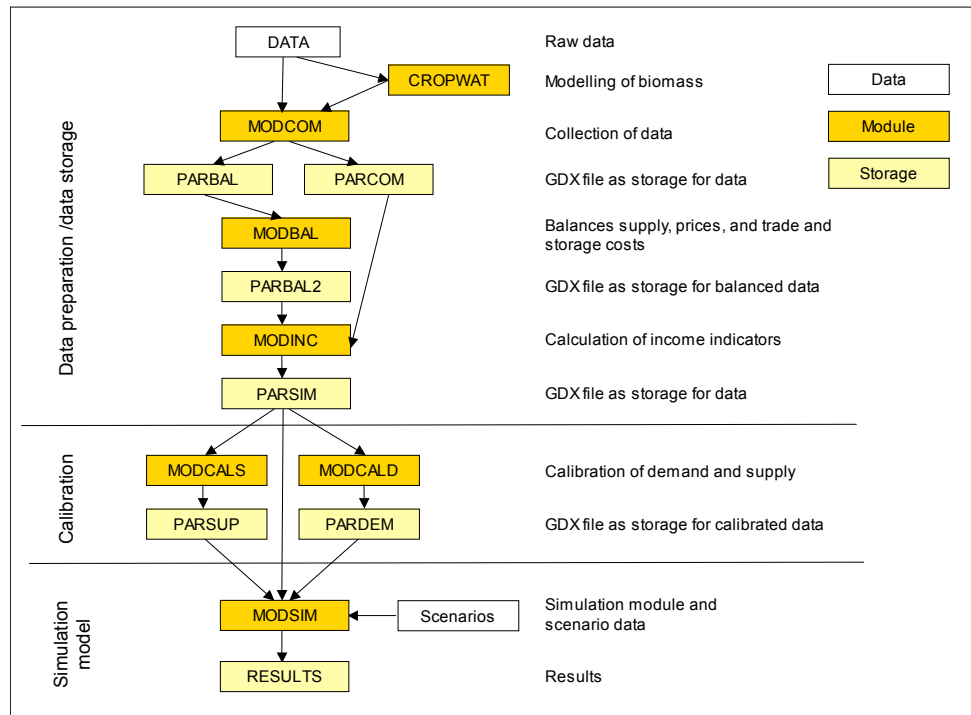 DATA
Raw data
CROPWAT
Modelling of biomass
Data
MODCOM
Collection of data
Module
PARBAL
PARCOM
GDX file as storage for data
Storage
MODBAL
Balances supply, prices, and trade and
storage costs
PARBAL2
GDX file as storage for balanced data
MODINC
Calculation of income indicators
PARSIM
GDX file as storage for data
Data preparation /data storage
MODCALS
MODCALD
Calibration of demand and supply
PARSUP
PARDEM
GDX file as storage for calibrated data
Calibration
MODSIM
Scenarios
Simulation module and
scenario data
RESULTS
Results
Simulation
model